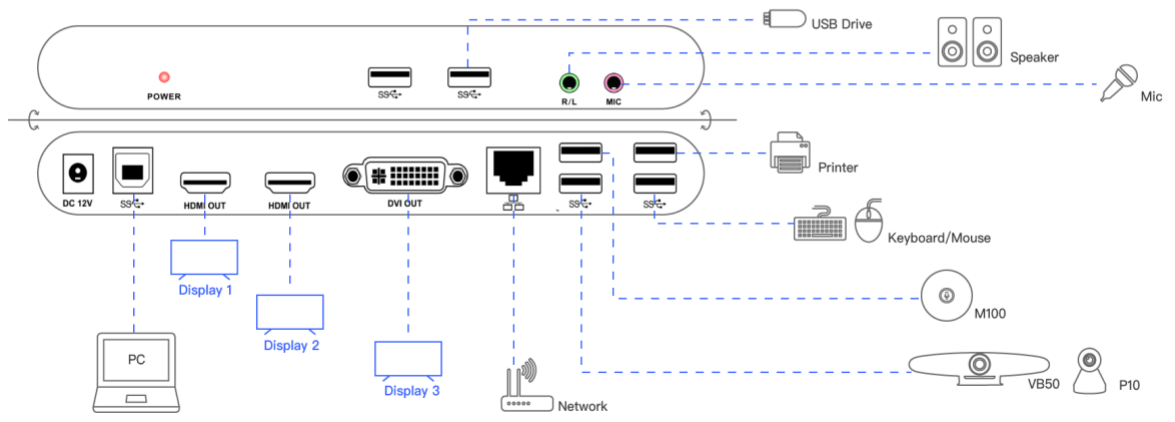 USB Drive
Speaker
Mic
POWER
SS
SS
R/L
MIC
DC 12V
SS
HDMI OUT
HDMI OUT
DVI OUT
SS
SS
Printer
Keyboard/Mouse
Display 1
Display 2
Display 3
M100
PC
VB50
P10
Network